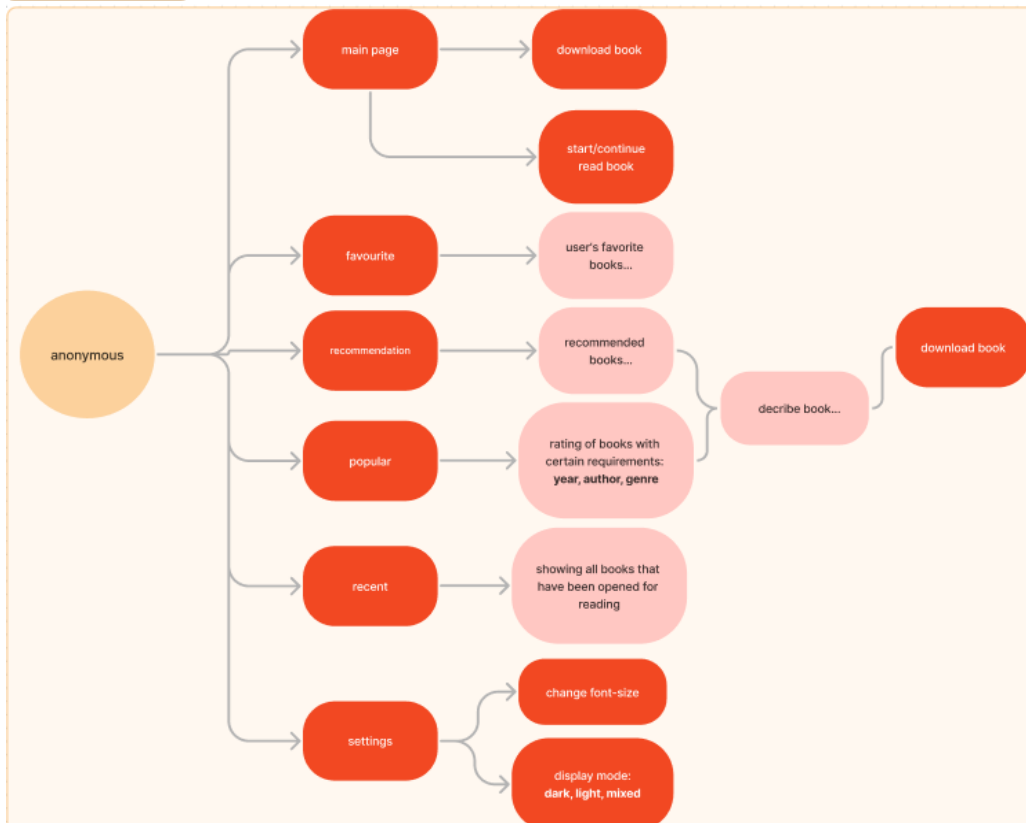 main page
download book
start/continue
read book
favourite
user's favorite
books...
anonymous
recommendation
recommended
books...
download book
decribe book...
popular
rating of books with
certain requirements:
year, author, genre
recent
showing all books that
have been opened for
reading
settings
change font-size
display mode:
dark, light, mixed